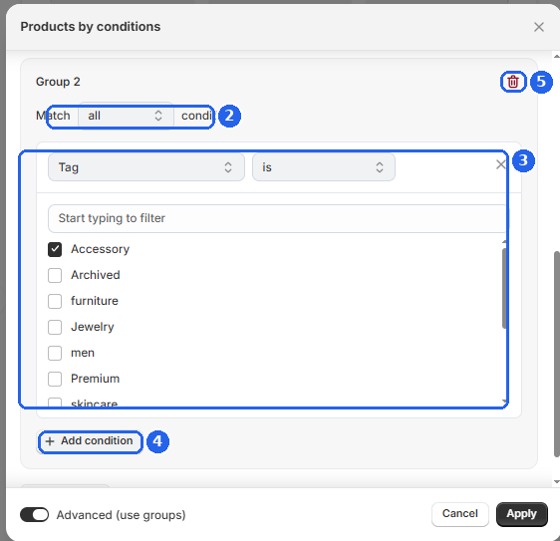 Products by conditions
Group 2
5
Match all condi
2
3
Tag is
Start typing to filter
Accessory
Archived
furniture
Jewelry
men
Premium
skincare
+ Add condition
4
Advanced (use groups) Cancel Apply